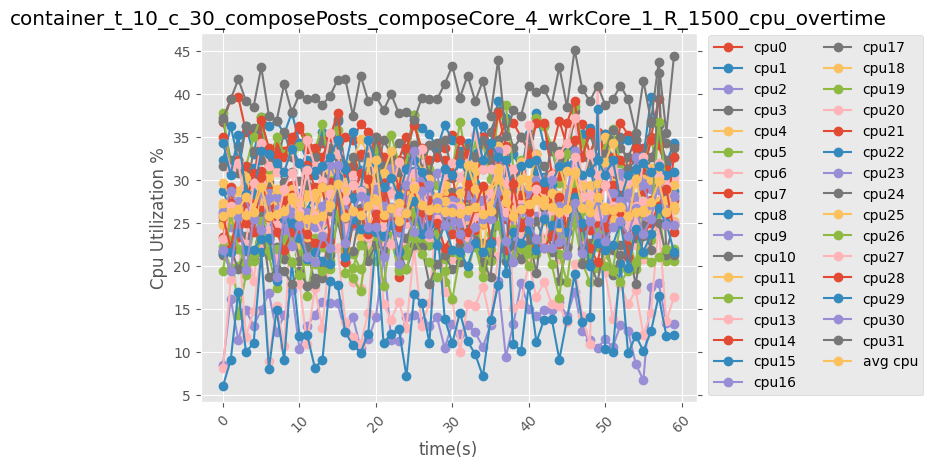 container_t_10_c_30_composePosts_composeCore_4_wrkCore_1_R_1500_cpu_overtime
45
40
35
30
25
20
15
10
5
Cpu Utilization %
0
10
20
30
40
50
60
time(s)
cpu0
cpu1
cpu2
cpu3
cpu4
cpu5
cpu6
cpu7
cpu8
cpu9
cpu10
cpu11
cpu12
cpu13
cpu14
cpu15
cpu16
cpu17
cpu18
cpu19
cpu20
cpu21
cpu22
cpu23
cpu24
cpu25
cpu26
cpu27
cpu28
cpu29
cpu30
cpu31
avg cpu